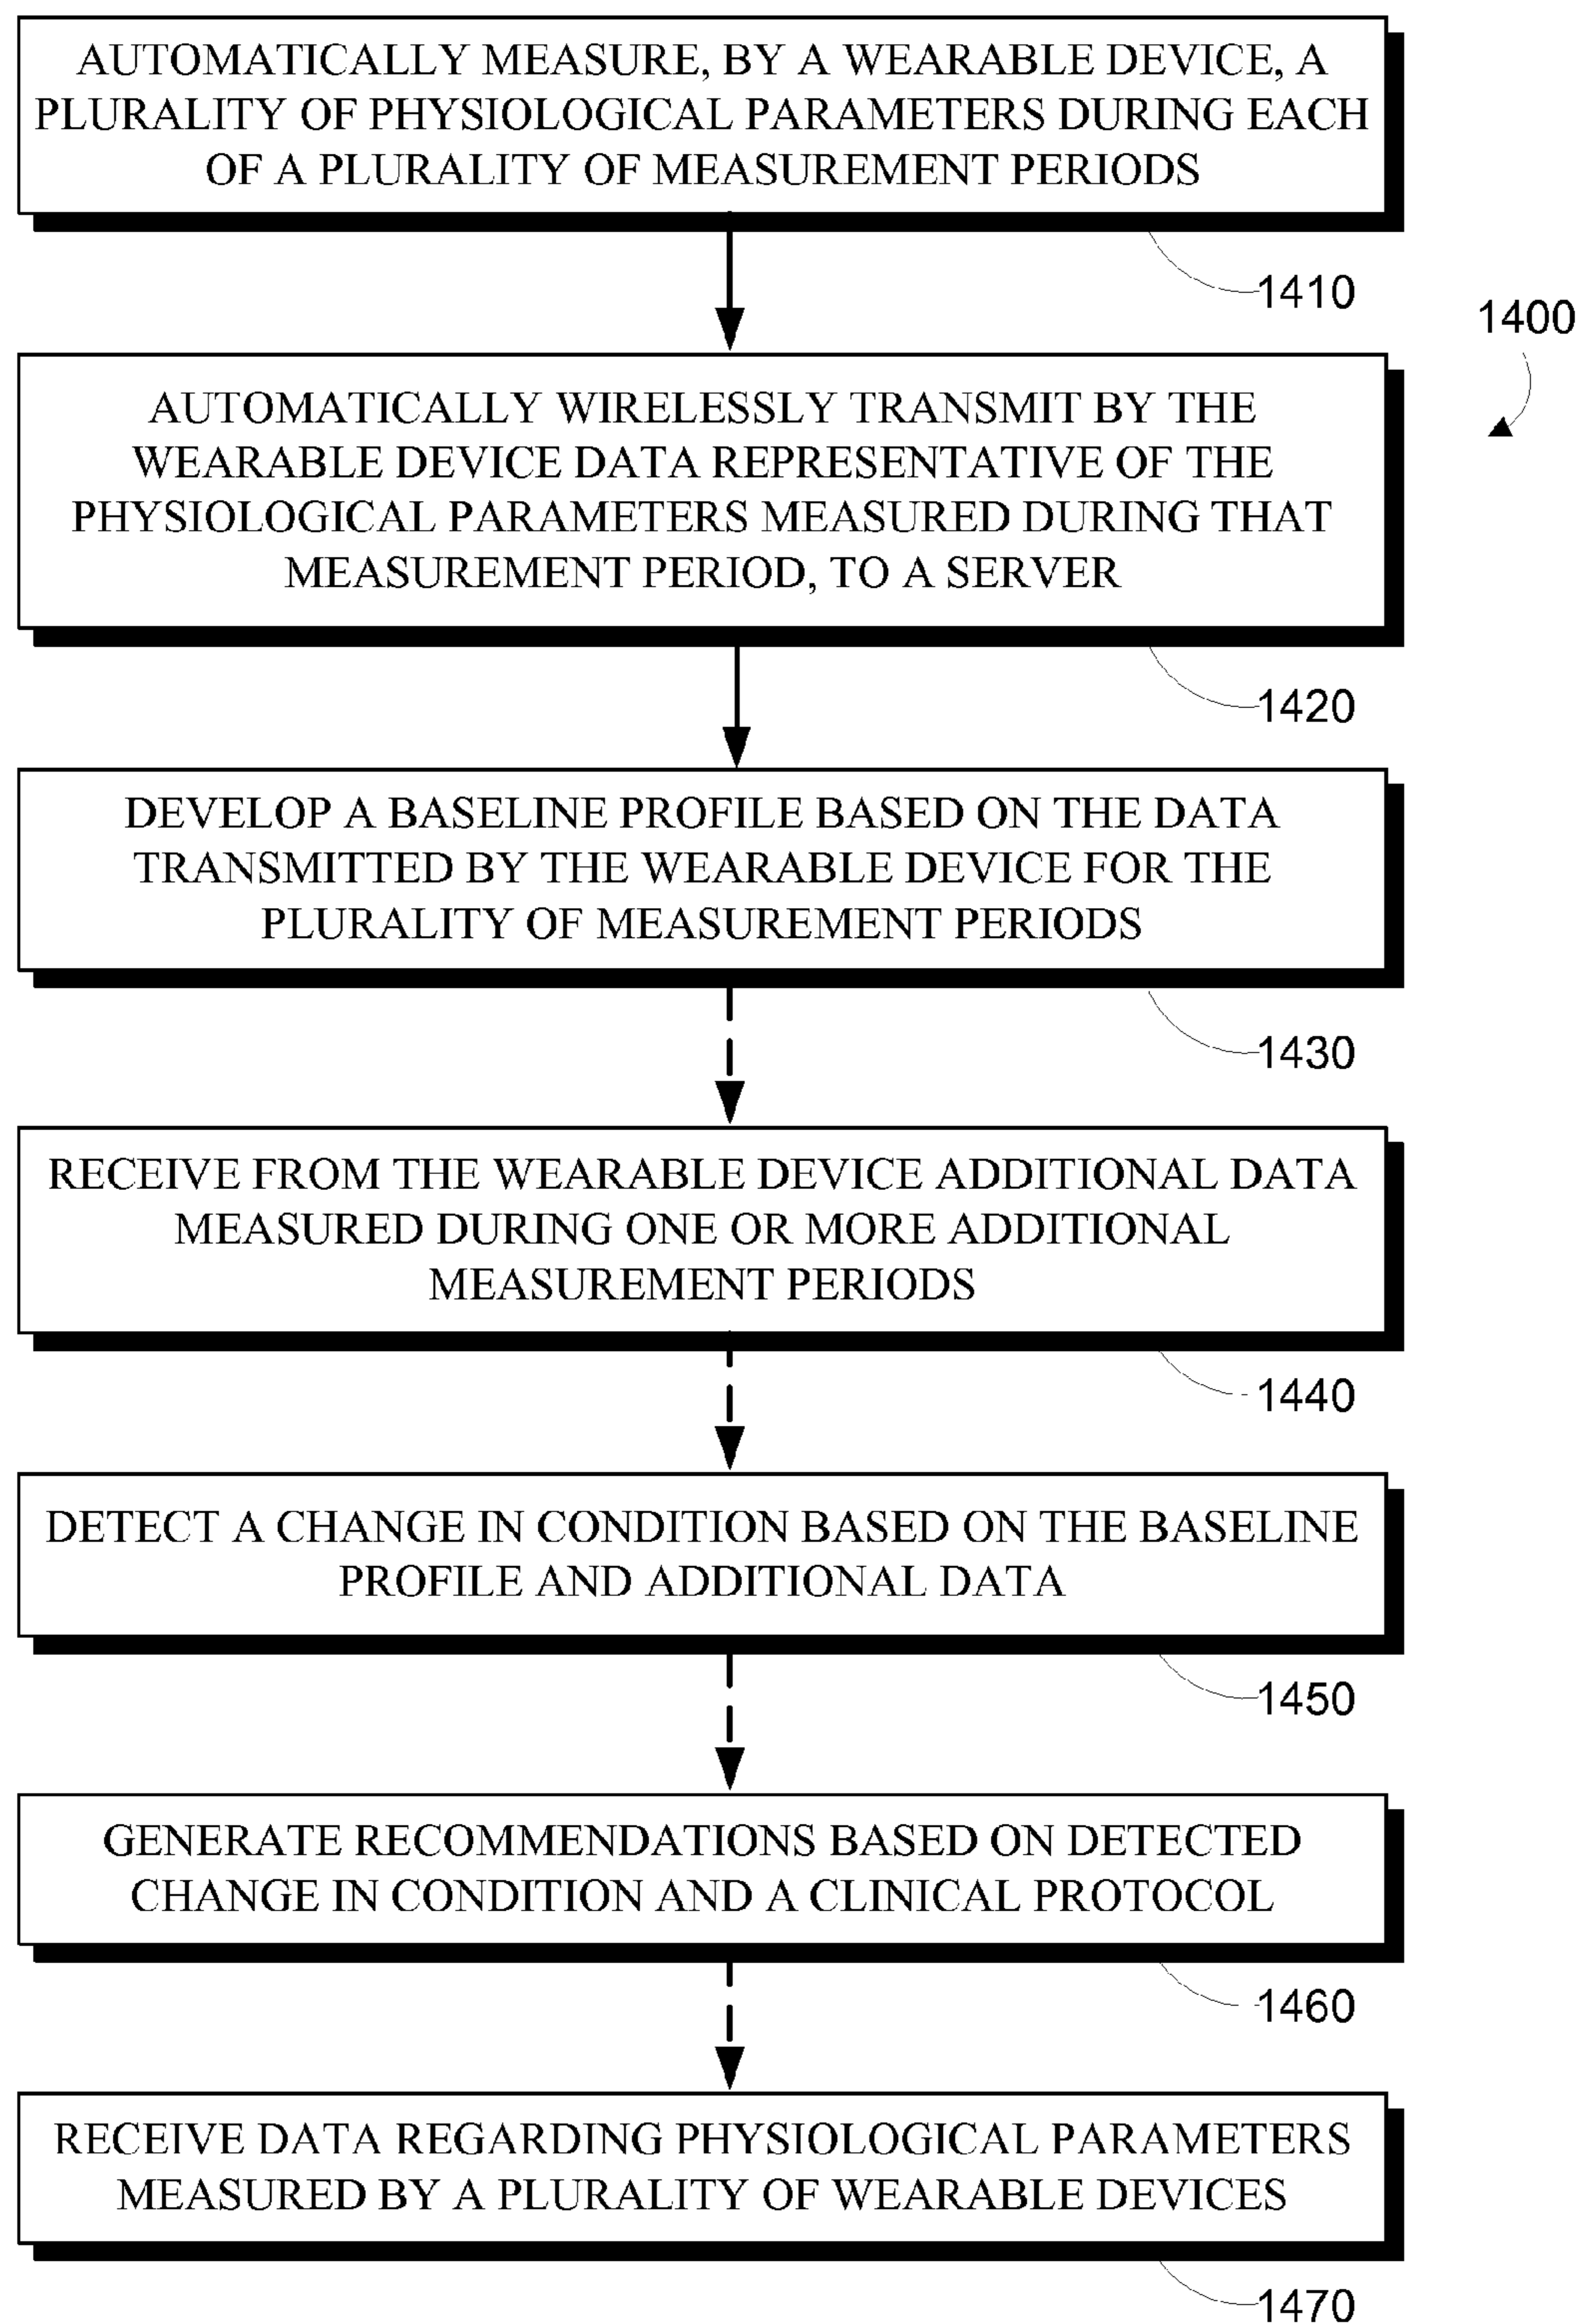 AUTOMATICALLY MEASURE, BY A WEARABLE DEVICE, A
PLURALITY OF PHYSIOLOGICAL PARAMETERS DURING EACH
OF A PLURALITY OF MEASUREMENT PERIODS
1410
1400
AUTOMATICALLY WIRELESSLY TRANSMIT BY THE
WEARABLE DEVICE DATA REPRESENTATIVE OF THE
PHYSIOLOGICAL PARAMETERS MEASURED DURING THAT
MEASUREMENT PERIOD, TO A SERVER
1420
DEVELOP A BASELINE PROFILE BASED ON THE DATA
TRANSMITTED BY THE WEARABLE DEVICE FOR THE
PLURALITY OF MEASUREMENT PERIODS
1430
RECEIVE FROM THE WEARABLE DEVICE ADDITIONAL DATA
MEASURED DURING ONE OR MORE ADDITIONAL
MEASUREMENT PERIODS
1440
DETECT A CHANGE IN CONDITION BASED ON THE BASELINE
PROFILE AND ADDITIONAL DATA
1450
GENERATE RECOMMENDATIONS BASED ON DETECTED
CHANGE IN CONDITION AND A CLINICAL PROTOCOL
1460
RECEIVE DATA REGARDING PHYSIOLOGICAL PARAMETERS
MEASURED BY A PLURALITY OF WEARABLE DEVICES
1470